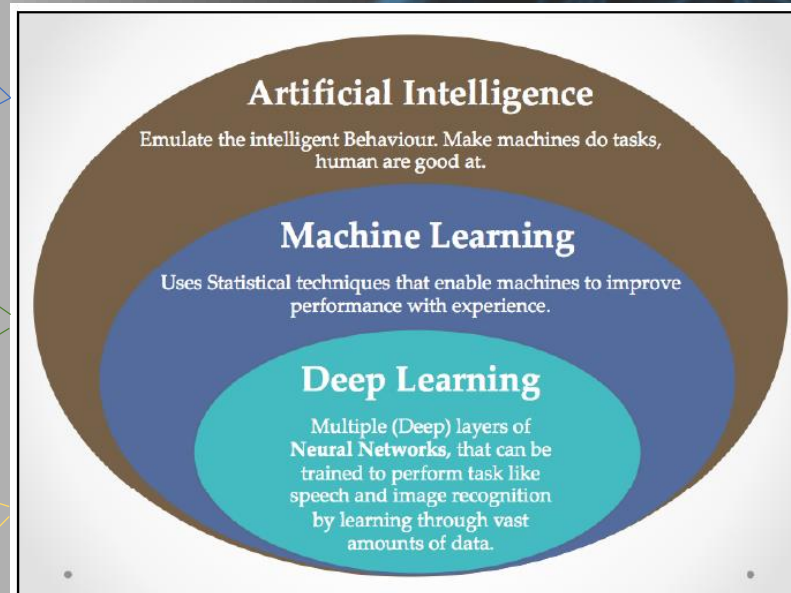 Artificial Intelligence
Emulate the intelligent Behaviour. Make machines do tasks,
human are good at.
Machine Learning
Uses Statistical techniques that enable machines to improve
performance with experience.
Deep Learning
Multiple (Deep) layers of
Neural Networks, that can be
trained to perform task like
speech and image recognition
by learning through vast
amounts of data.